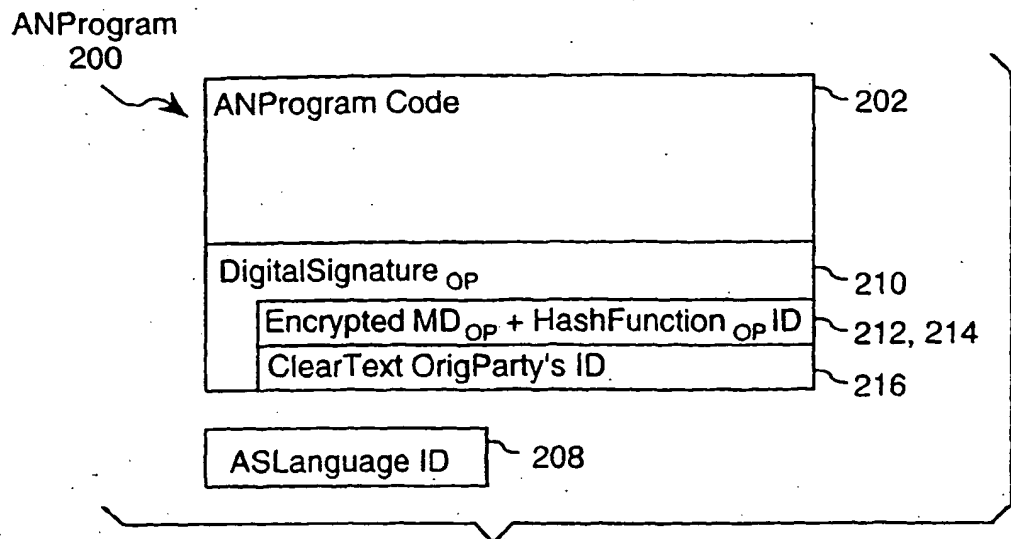 ANProgram
200
ANProgram Code
202
DigitalSignature OP
210
Encrypted MD OP + HashFunction OP ID
212, 214
ClearText OrigParty's ID
216
ASLanguage ID
208